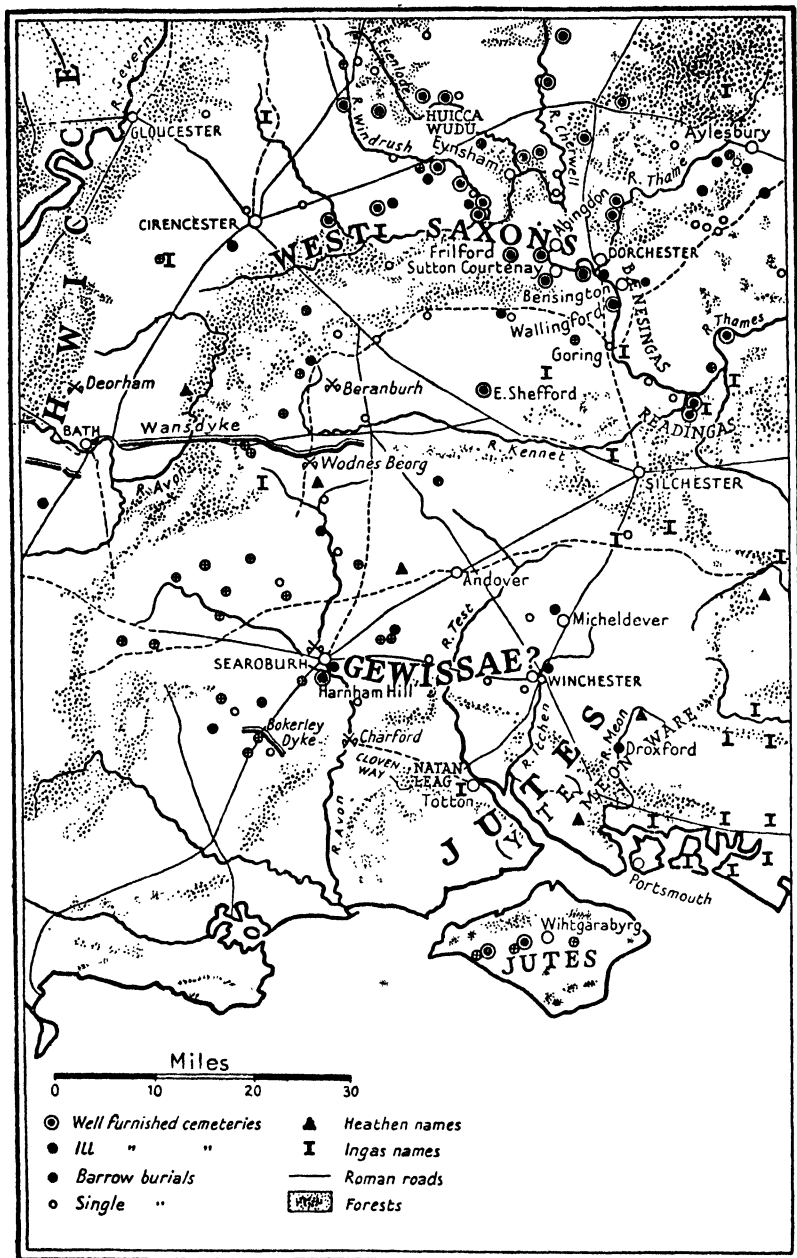 R. Severn
R. Evenlode
HWICCE
GLOUCESTER
R. Windrush
HUICCA
WUDU
Eynsham
R. Cherwell
Aylesbury
R. Thame
CIRENCESTER
WEST SAXONS
Abingdon
Frilford
Sutton Courtenay
DORCHESTER
BENESINGAS
Bensington
Wallingford
R. Thames
Goring
Deorham
Beranburh
E. Shefford
READINGAS
BATH
Wansdyke
R. Kennet
Wodnes Beorg
R. Avon
SILCHESTER
Andover
R. Test
Micheldever
SEAROBURH
GEWISSAE?
WINCHESTER
Harnham Hill
Bokerley
Dyke
Charford
CLOVEN
WAY
NATAN
LEAG
Totton
R. Itchen
R. Meon
MEON WARE
Droxford
R. Avon
JUTES
(YTE)
Portsmouth
Wihtgarabyrg
JUTES
Miles
0 10 20 30
Well furnished cemeteries
Ill " "
Barrow burials
Single "
Heathen names
I Ingas names
Roman roads
Forests